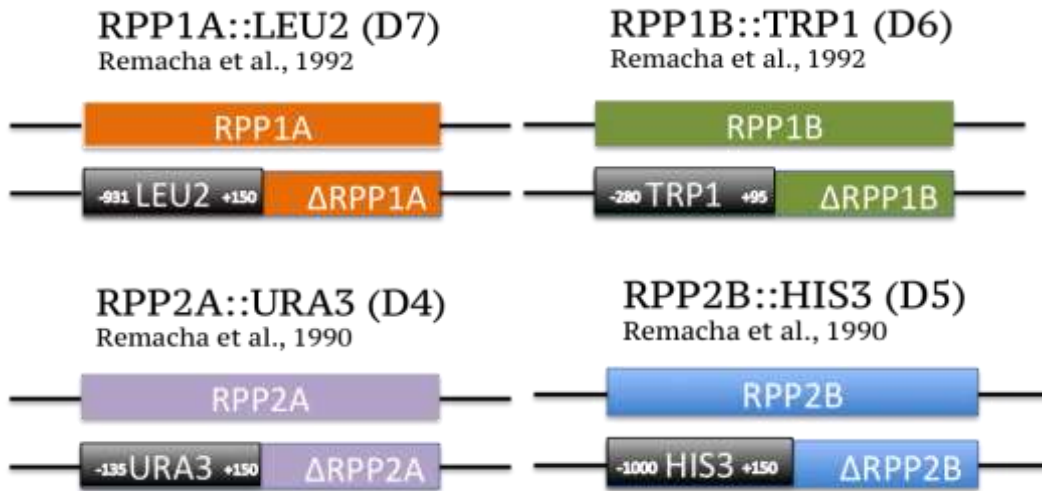 RPP1A::LEU2 (D7)
Remacha et al., 1992
RPP1A
-931 LEU2 +150 ΔRPP1A
RPP1B::TRP1 (D6)
Remacha et al., 1992
RPP1B
-280 TRP1 +95 ΔRPP1B
RPP2A::URA3 (D4)
Remacha et al., 1990
RPP2A
-135 URA3 +150 ΔRPP2A
RPP2B::HIS3 (D5)
Remacha et al., 1990
RPP2B
-1000 HIS3 +150 ΔRPP2B